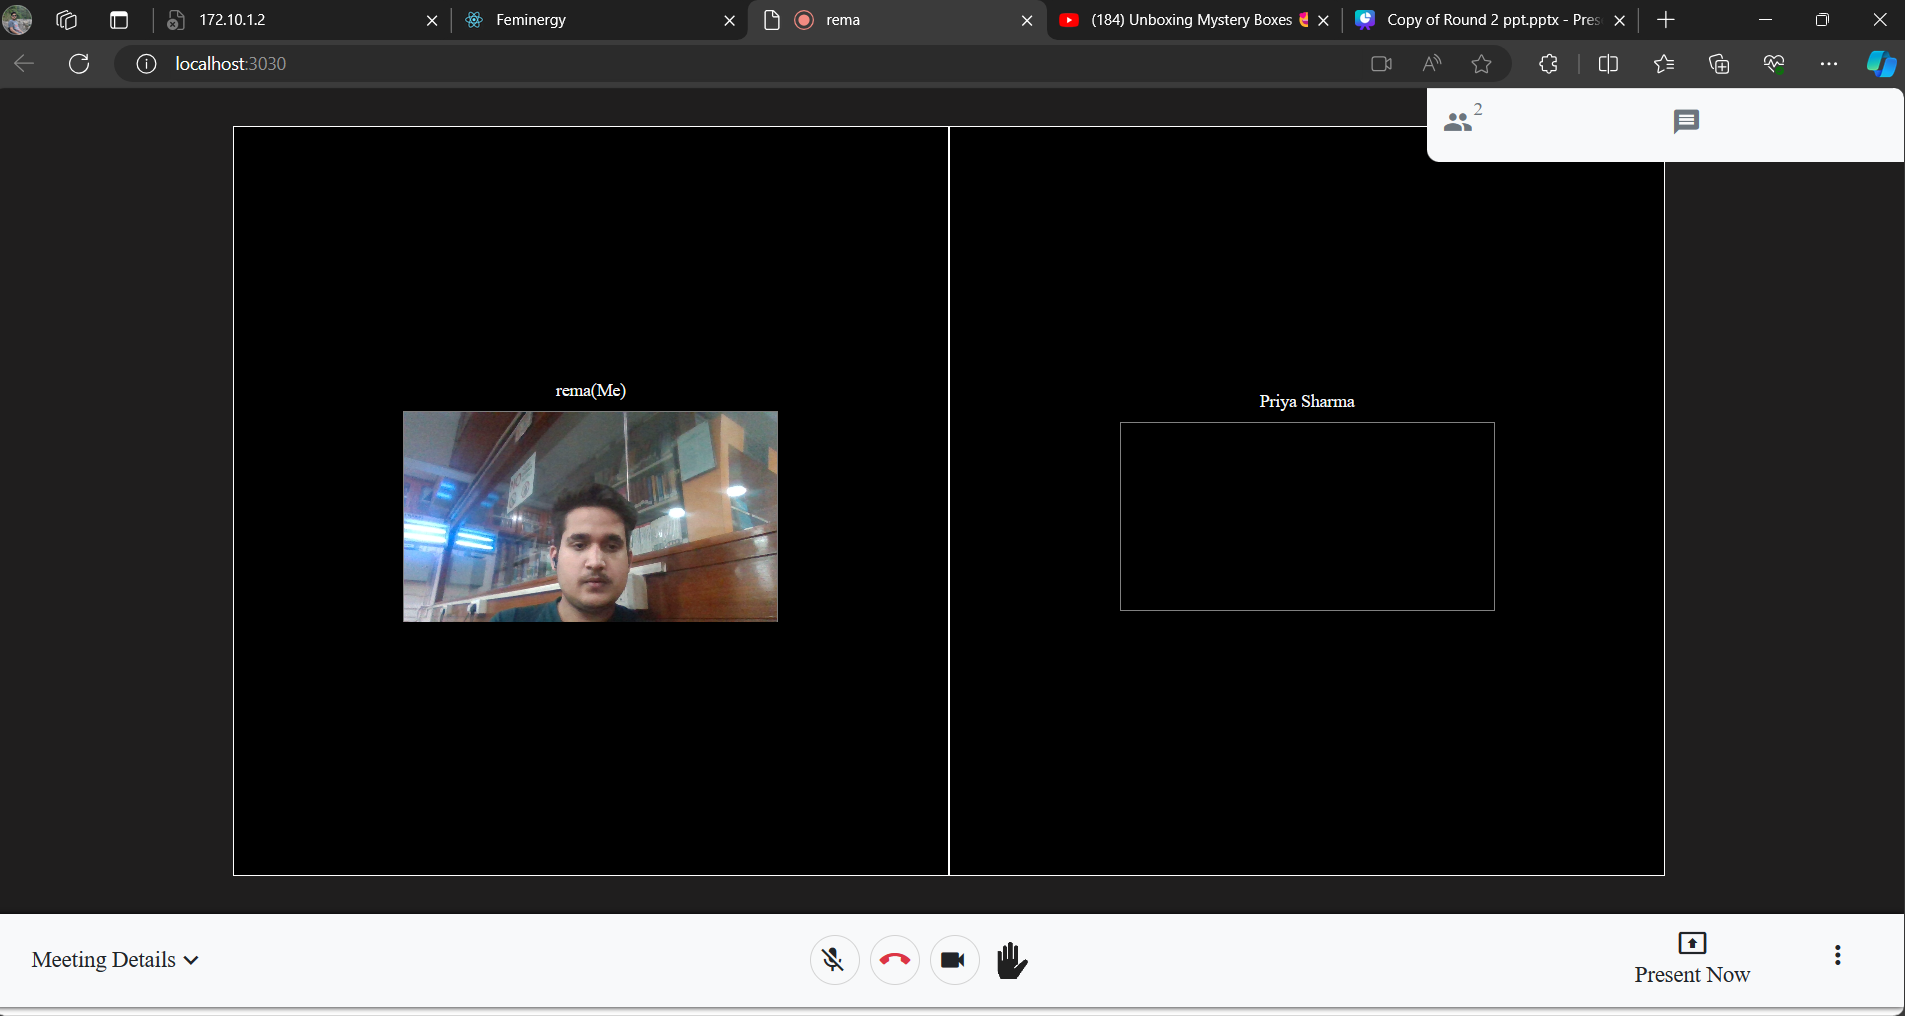 172.10.1.2
Feminergy
rema
(184) Unboxing Mystery Boxes
Copy of Round 2 ppt.pptx - Pres
localhost:3030
2
rema(Me)
Priya Sharma
Meeting Details
Present Now